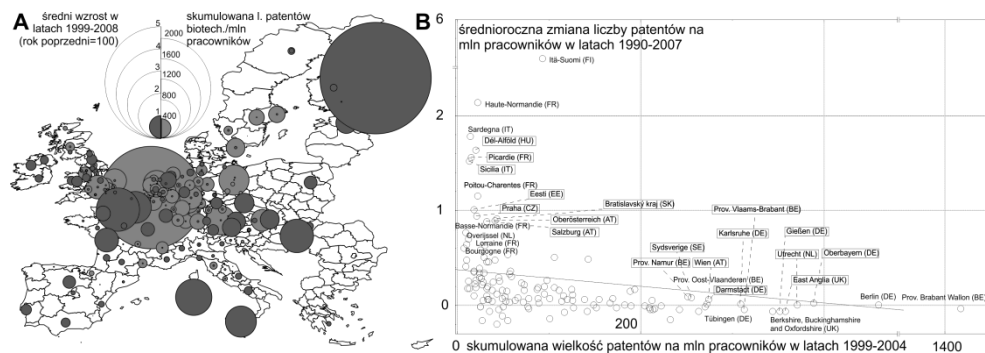 A
średni wzrost w
latach 1999-2008
(rok poprzedni=100)
skumulowana l. patentów
biotech./mln
pracowników
5
2000
4
1600
3
1200
2
800
1
400
B
6
średnioroczna zmiana liczby patentów na
mln pracowników w latach 1990-2007
Itä-Suomi (FI)
Haute-Normandie (FR)
2
Sardegna (IT)
Dél-Alföld (HU)
Picardie (FR)
Sicilia (IT)
Poitou-Charentes (FR)
Eesti (EE)
Bratislavský kraj (SK)
1
Praha (CZ)
Prov. Vlaams-Brabant (BE)
Oberösterreich (AT)
Basse-Normandie (FR)
Salzburg (AT)
Karlsruhe (DE)
Gießen (DE)
Overijssel (NL)
Lorraine (FR)
Sydsverige (SE)
Utrecht (NL)
Oberbayern (DE)
Bourgogne (FR)
Prov. Namur (BE)
Wien (AT)
Prov. Oost-Vlaanderen (BE)
East Anglia (UK)
Darmstadt (DE)
Berlin (DE)
Prov. Brabant Wallon (BE)
0
200
Tübingen (DE)
Berkshire, Buckinghamshire
and Oxfordshire (UK)
0
skumulowana wielkość patentów na mln pracowników w latach 1999-2004
1400